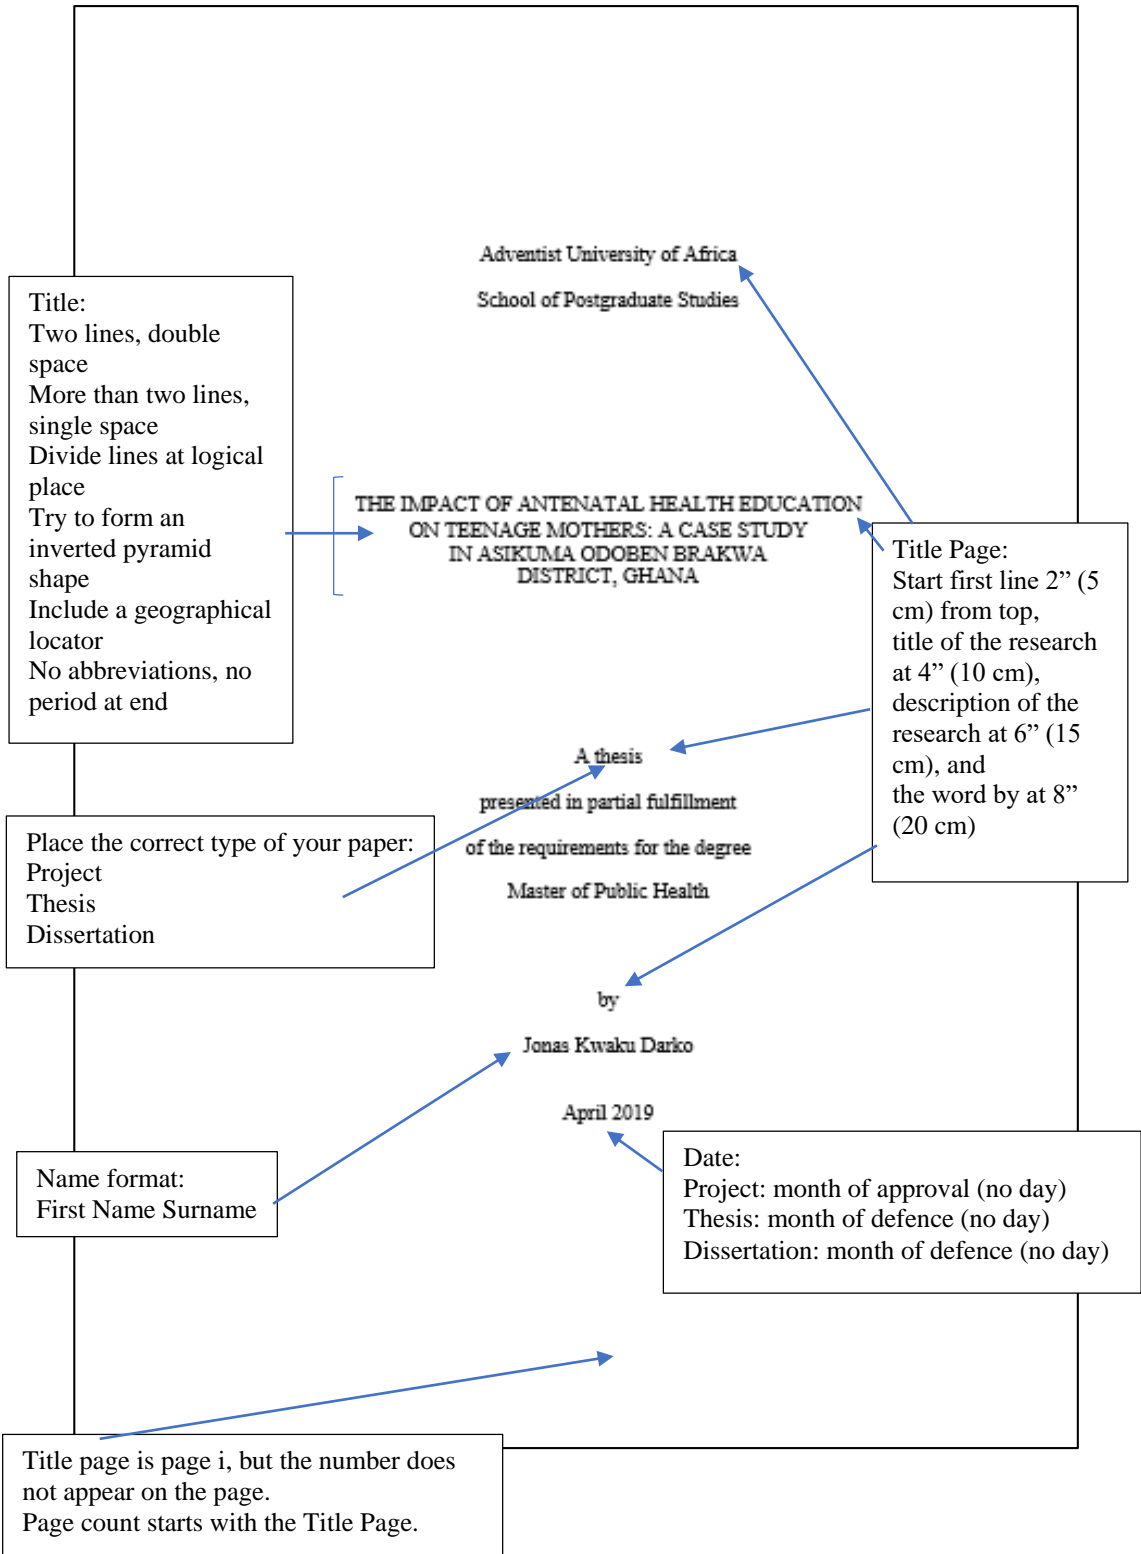 Adventist University of Africa
School of Postgraduate Studies
Title:
Two lines, double
space
More than two lines,
single space
Divide lines at logical
place
Try to form an
inverted pyramid
shape
Include a geographical
locator
No abbreviations, no
period at end
THE IMPACT OF ANTENATAL HEALTH EDUCATION
ON TEENAGE MOTHERS: A CASE STUDY
IN ASIKUMA ODOBEN BRAKWA
DISTRICT, GHANA
Title Page:
Start first line 2” (5
cm) from top,
title of the research
at 4” (10 cm),
description of the
research at 6” (15
cm), and
the word by at 8”
(20 cm)
A thesis
presented in partial fulfillment
of the requirements for the degree
Master of Public Health
Place the correct type of your paper:
Project
Thesis
Dissertation
by
Jonas Kwaku Darko
April 2019
Name format:
First Name Surname
Date:
Project: month of approval (no day)
Thesis: month of defence (no day)
Dissertation: month of defence (no day)
Title page is page i, but the number does
not appear on the page.
Page count starts with the Title Page.